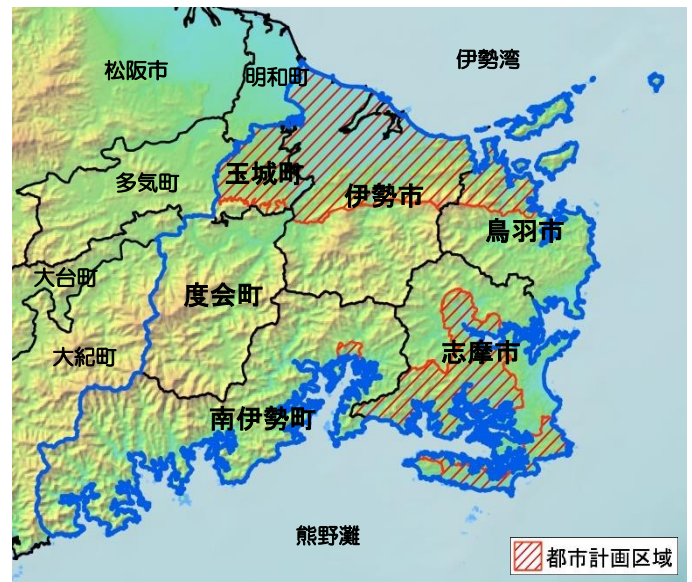 伊勢湾
松阪市
明和町
玉城町
多気町
伊勢市
鳥羽市
大台町
度会町
志摩市
大紀町
南伊勢町
熊野灘
都市計画区域